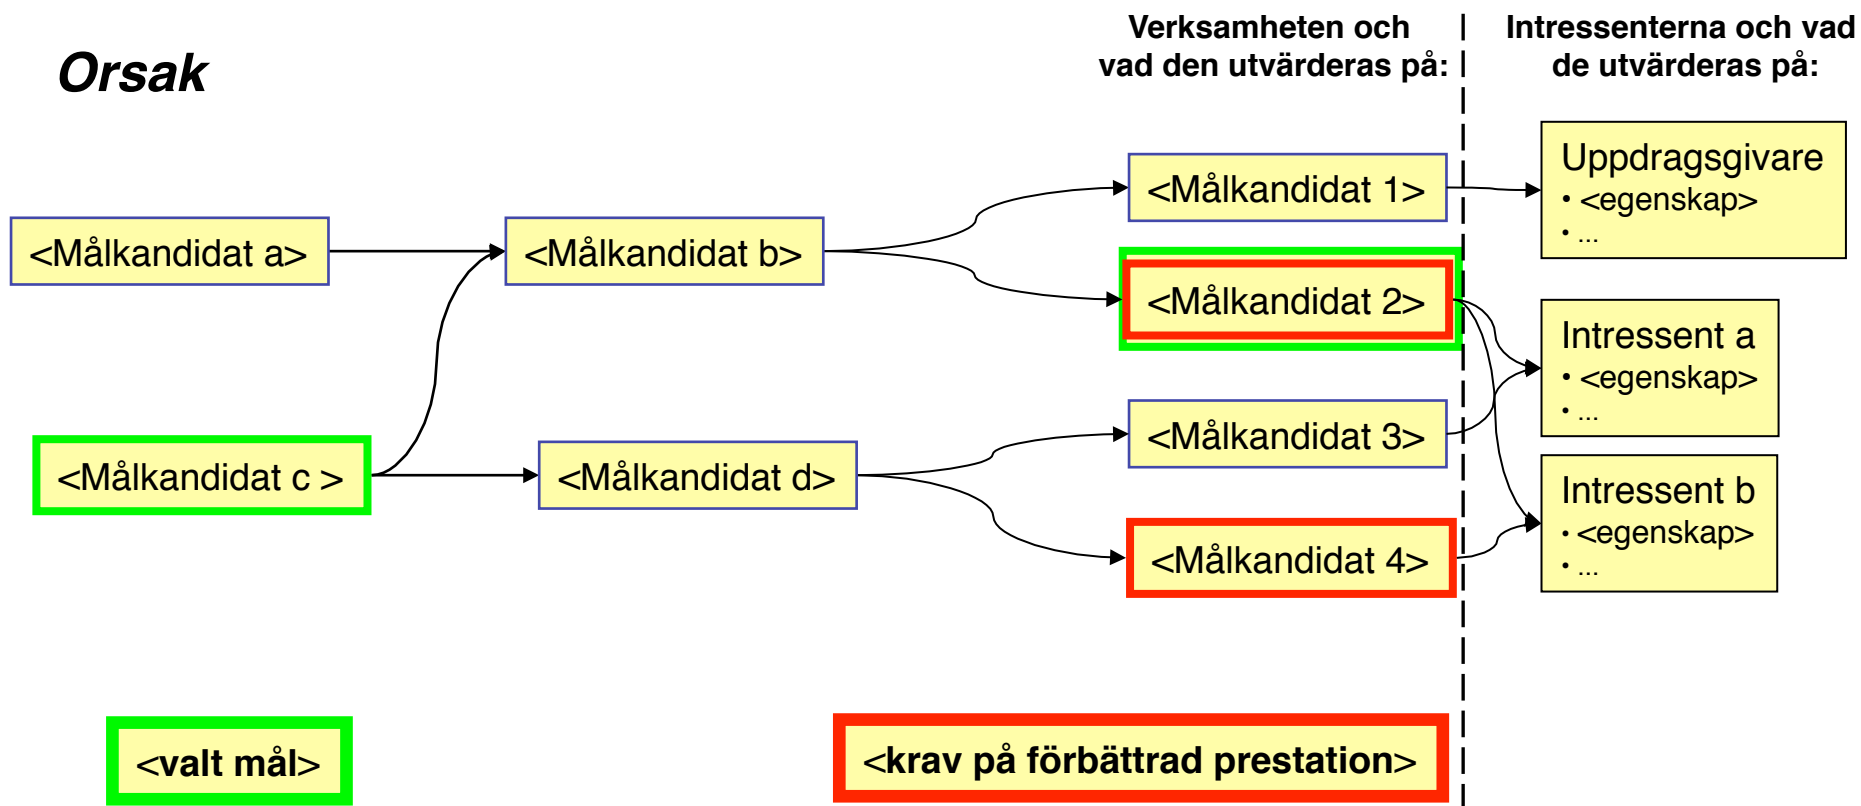 Orsak
Verksamheten och
vad den utvärderas på:
Intressenterna och vad
de utvärderas på:
<Målkandidat a>
<Målkandidat b>
<Målkandidat c >
<Målkandidat d>
<Målkandidat 1>
<Målkandidat 2>
<Målkandidat 3>
<Målkandidat 4>
Uppdragsgivare
• <egenskap>
• ...
Intressent a
• <egenskap>
• ...
Intressent b
• <egenskap>
• ...
<valt mål>
<krav på förbättrad prestation>